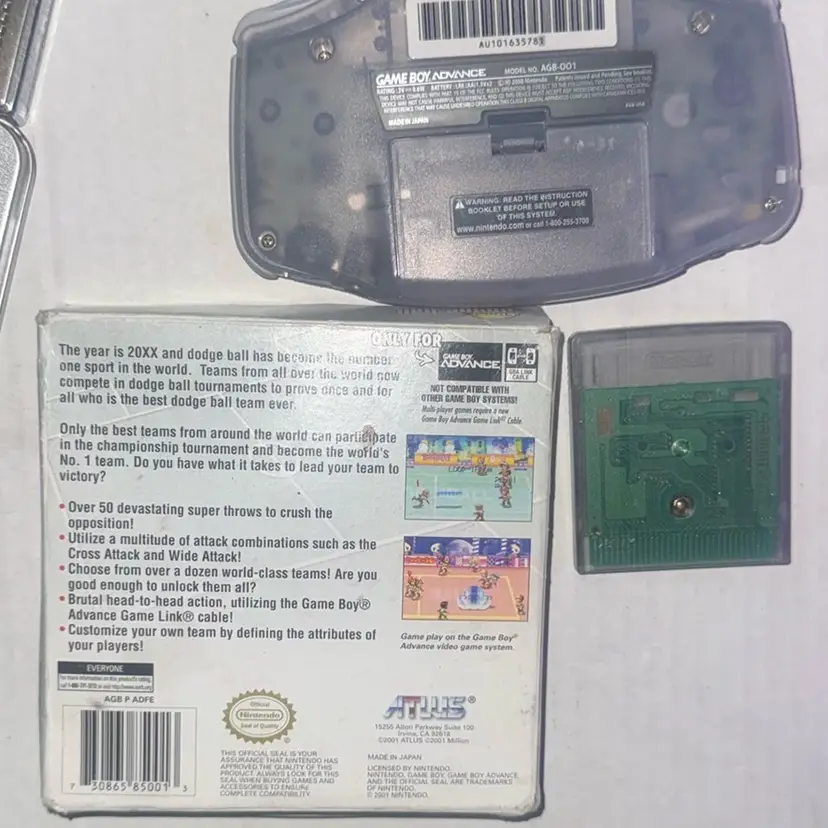 AU101635781
GAME BOY ADVANCE MODEL NO. AGB-001
MADE IN JAPAN
WARNING: READ THE INSTRUCTION
BOOKLET BEFORE SETUP OR USE
OF THIS SYSTEM.
www.nintendo.com or call 1-800-255-3700
ONLY FOR
GAME BOY ADVANCE
GBA LINK
CABLE
NOT COMPATIBLE WITH
OTHER GAME BOY SYSTEMS!
Multi-player games require a new
Game Boy Advance Game Link® Cable.
The year is 20XX and dodge ball has become the number
one sport in the world. Teams from all over the world now
compete in dodge ball tournaments to prove once and for
all who is the best dodge ball team ever.
Only the best teams from around the world can participate
in the championship tournament and become the world's
No. 1 team. Do you have what it takes to lead your team to
victory?
• Over 50 devastating super throws to crush the
opposition!
• Utilize a multitude of attack combinations such as the
Cross Attack and Wide Attack!
• Choose from over a dozen world-class teams! Are you
good enough to unlock them all?
• Brutal head-to-head action, utilizing the Game Boy®
Advance Game Link® cable!
• Customize your own team by defining the attributes of
your players!
Game play on the Game Boy®
Advance video game system.
EVERYONE
AGB P ADFE
7 30865 85001 3
Official
Nintendo
Seal of Quality
THIS OFFICIAL SEAL IS YOUR
ASSURANCE THAT NINTENDO HAS
APPROVED THE QUALITY OF THIS
PRODUCT. ALWAYS LOOK FOR THIS
SEAL WHEN BUYING GAMES AND
ACCESSORIES TO ENSURE
COMPLETE COMPATIBILITY.
ATLUS®
15255 Alton Parkway Suite 100
Irvine, CA 92618
©2001 ATLUS ©2001 Million
MADE IN JAPAN
LICENSED BY NINTENDO.
NINTENDO, GAME BOY, GAME BOY ADVANCE
AND THE OFFICIAL SEAL ARE TRADEMARKS
OF NINTENDO.
© 2001 NINTENDO.